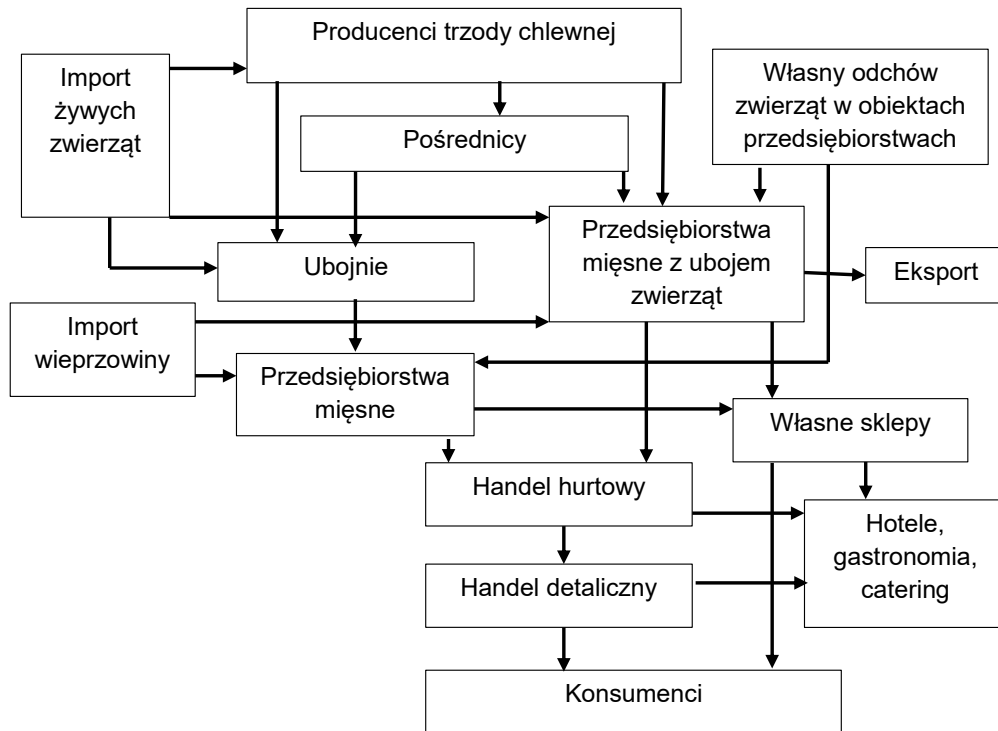 Producenci trzody chlewnej
Import
żywych
zwierząt
Własny odchów
zwierząt w obiektach
przedsiębiorstwach
Pośrednicy
Przedsiębiorstwa
mięsne z ubojem
zwierząt
Ubojnie
Eksport
Import
wieprzowiny
Przedsiębiorstwa
mięsne
Własne sklepy
Handel hurtowy
Hotele,
gastronomia,
catering
Handel detaliczny
Konsumenci